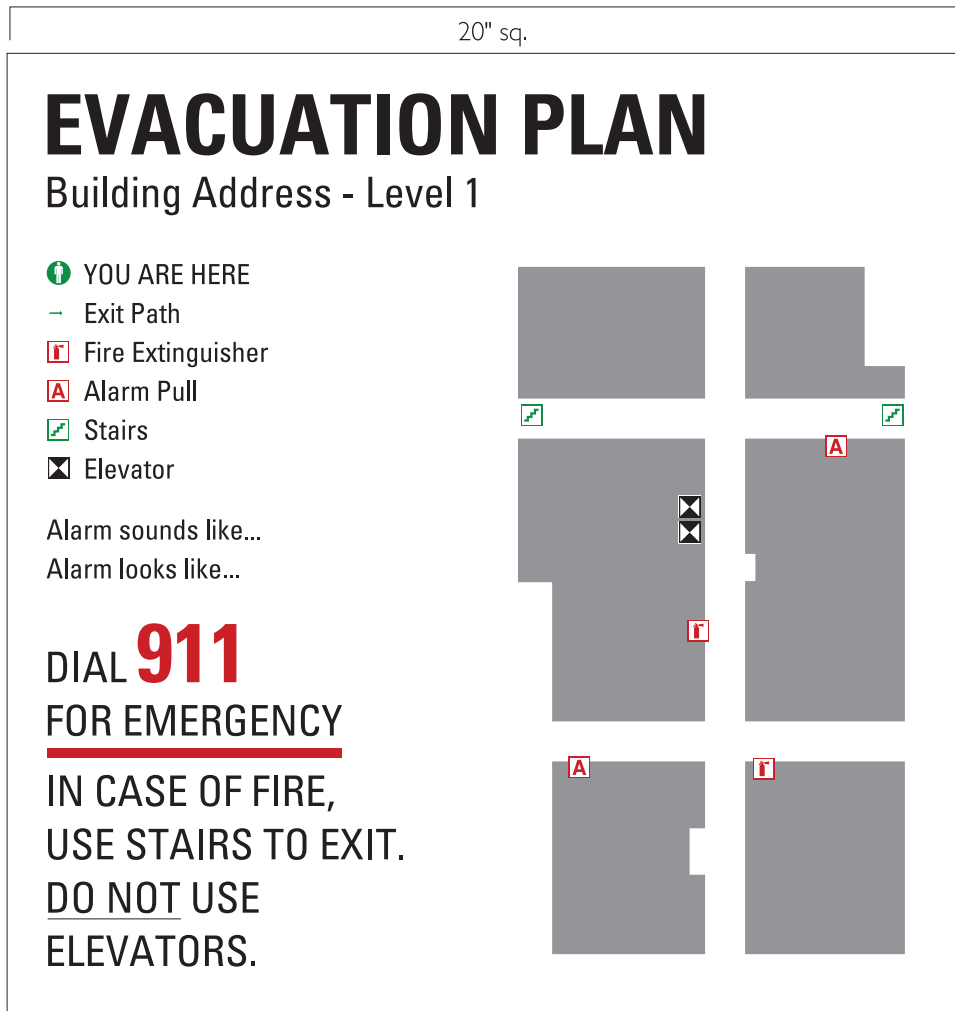 20" sq.
EVACUATION PLAN
Building Address - Level 1
YOU ARE HERE
→ Exit Path
Fire Extinguisher
A Alarm Pull
Stairs
Elevator
Alarm sounds like...
Alarm looks like...
DIAL 911
FOR EMERGENCY
IN CASE OF FIRE,
USE STAIRS TO EXIT.
DO NOT USE
ELEVATORS.
A
A